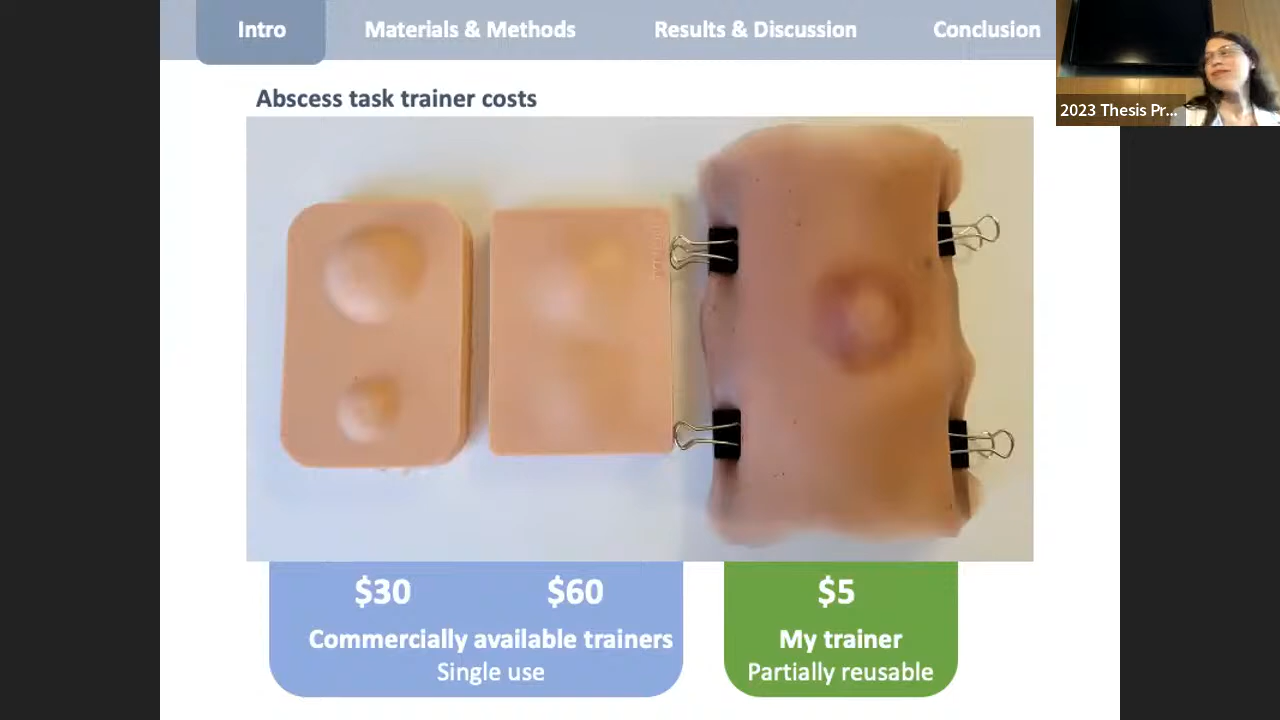 Intro Materials & Methods Results & Discussion Conclusion
2023 Thesis Pr...
Abscess task trainer costs
$30 $60 $5
Commercially available trainers My trainer
Single use Partially reusable